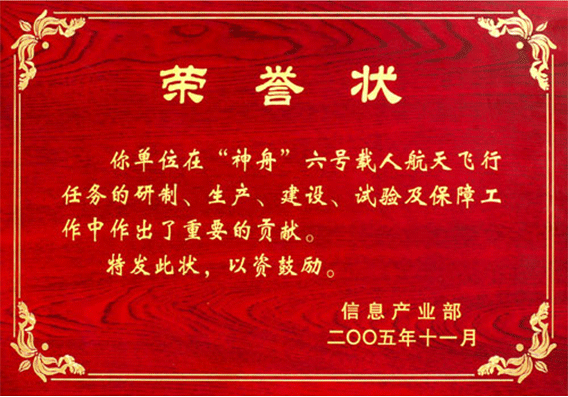 荣誉状
你单位在“神舟”六号载人航天飞行
任务的研制、生产、建设、试验及保障工
作中作出了重要的贡献。
特发此状，以资鼓励。
信息产业部
二〇〇五年十一月